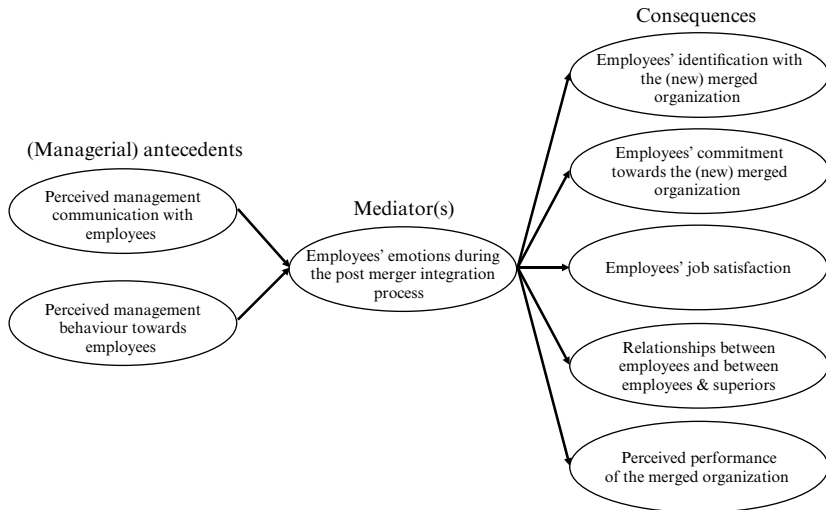 (Managerial) antecedents
Perceived management
communication with
employees
Perceived management
behaviour towards
employees
Mediator(s)
Employees’ emotions during
the post merger integration
process
Consequences
Employees’ identification with
the (new) merged
organization
Employees’ commitment
towards the (new) merged
organization
Employees’ job satisfaction
Relationships between
employees and between
employees & superiors
Perceived performance
of the merged organization